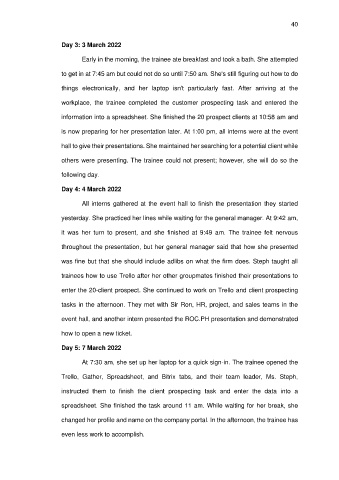 40
Day 3: 3 March 2022
Early in the morning, the trainee ate breakfast and took a bath. She attempted
to get in at 7:45 am but could not do so until 7:50 am. She's still figuring out how to do
things electronically, and her laptop isn't particularly fast. After arriving at the
workplace, the trainee completed the customer prospecting task and entered the
information into a spreadsheet. She finished the 20 prospect clients at 10:58 am and
is now preparing for her presentation later. At 1:00 pm, all interns were at the event
hall to give their presentations. She maintained her searching for a potential client while
others were presenting. The trainee could not present; however, she will do so the
following day.
Day 4: 4 March 2022
All interns gathered at the event hall to finish the presentation they started
yesterday. She practiced her lines while waiting for the general manager. At 9:42 am,
it was her turn to present, and she finished at 9:49 am. The trainee felt nervous
throughout the presentation, but her general manager said that how she presented
was fine but that she should include adlibs on what the firm does. Steph taught all
trainees how to use Trello after her other groupmates finished their presentations to
enter the 20-client prospect. She continued to work on Trello and client prospecting
tasks in the afternoon. They met with Sir Ron, HR, project, and sales teams in the
event hall, and another intern presented the ROC.PH presentation and demonstrated
how to open a new ticket.
Day 5: 7 March 2022
At 7:30 am, she set up her laptop for a quick sign-in. The trainee opened the
Trello, Gather, Spreadsheet, and Bitrix tabs, and their team leader, Ms. Steph,
instructed them to finish the client prospecting task and enter the data into a
spreadsheet. She finished the task around 11 am. While waiting for her break, she
changed her profile and name on the company portal. In the afternoon, the trainee has
even less work to accomplish.